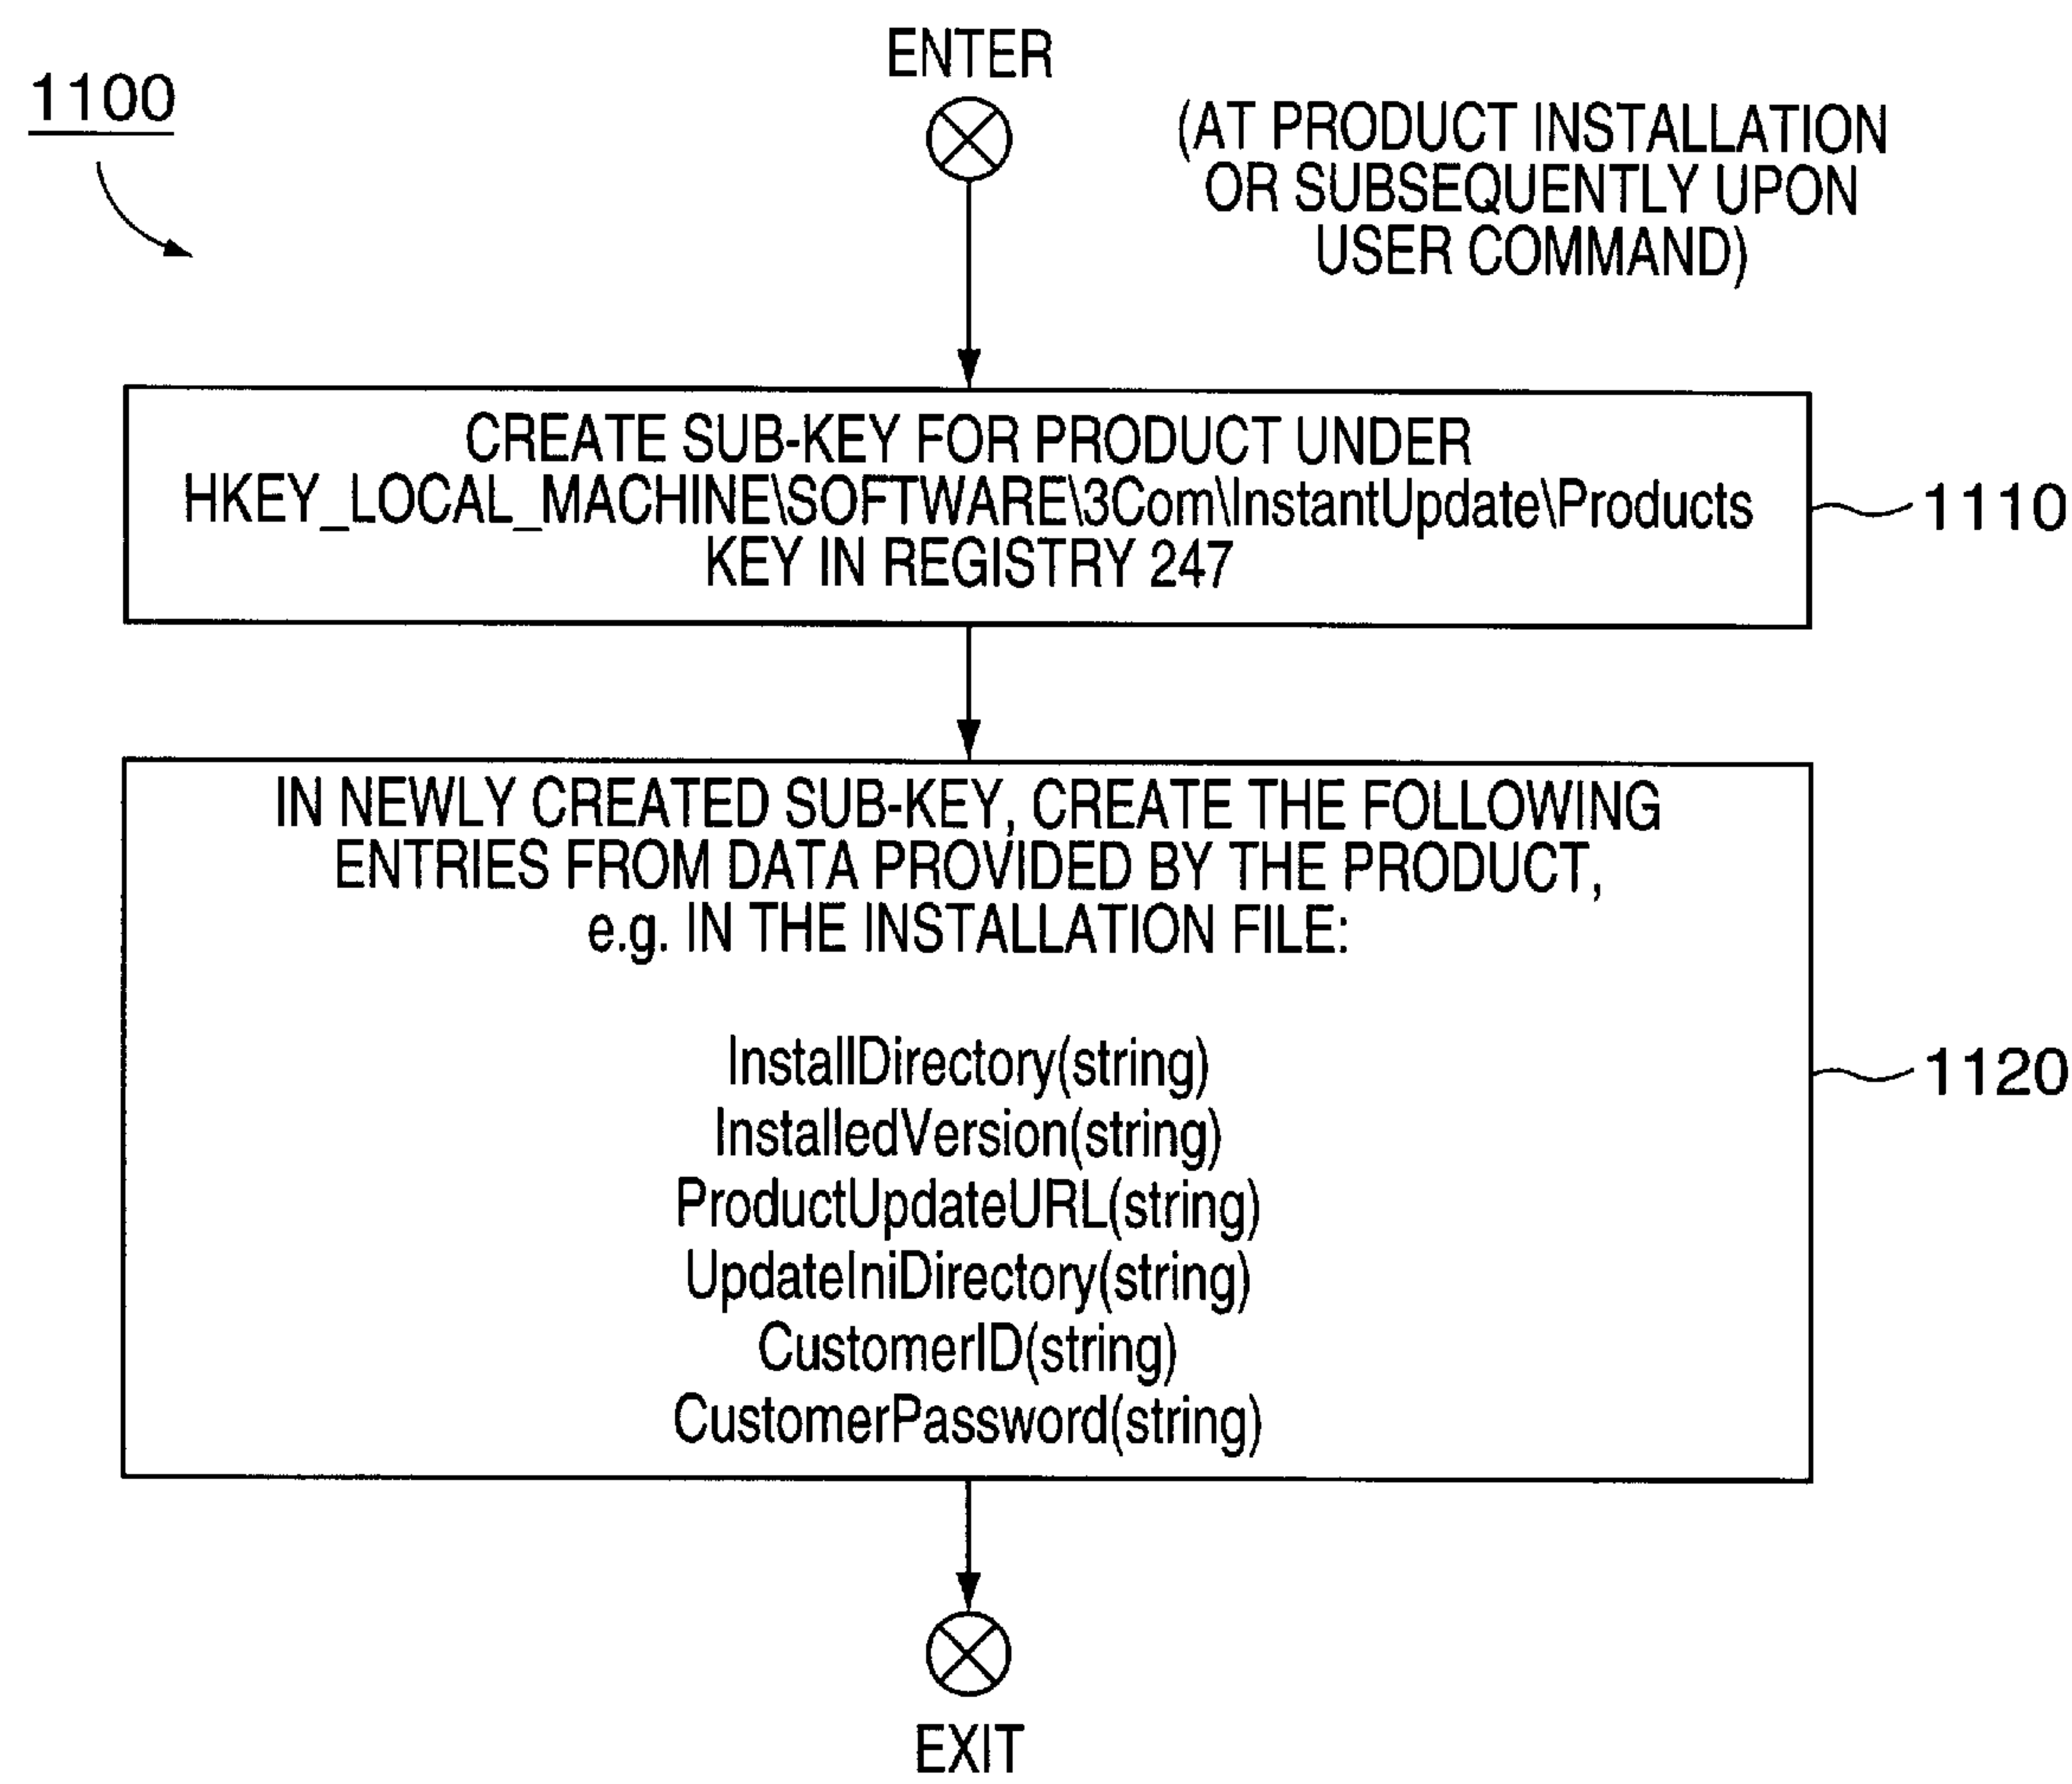 ENTER
1100
(AT PRODUCT INSTALLATION
OR SUBSEQUENTLY UPON
USER COMMAND)
CREATE SUB-KEY FOR PRODUCT UNDER
HKEY_LOCAL_MACHINE\SOFTWARE\3Com\InstantUpdate\Products
KEY IN REGISTRY 247
1110
IN NEWLY CREATED SUB-KEY, CREATE THE FOLLOWING
ENTRIES FROM DATA PROVIDED BY THE PRODUCT,
e.g. IN THE INSTALLATION FILE:
InstallDirectory(string)
InstalledVersion(string)
ProductUpdateURL(string)
UpdateIniDirectory(string)
CustomerID(string)
CustomerPassword(string)
1120
EXIT